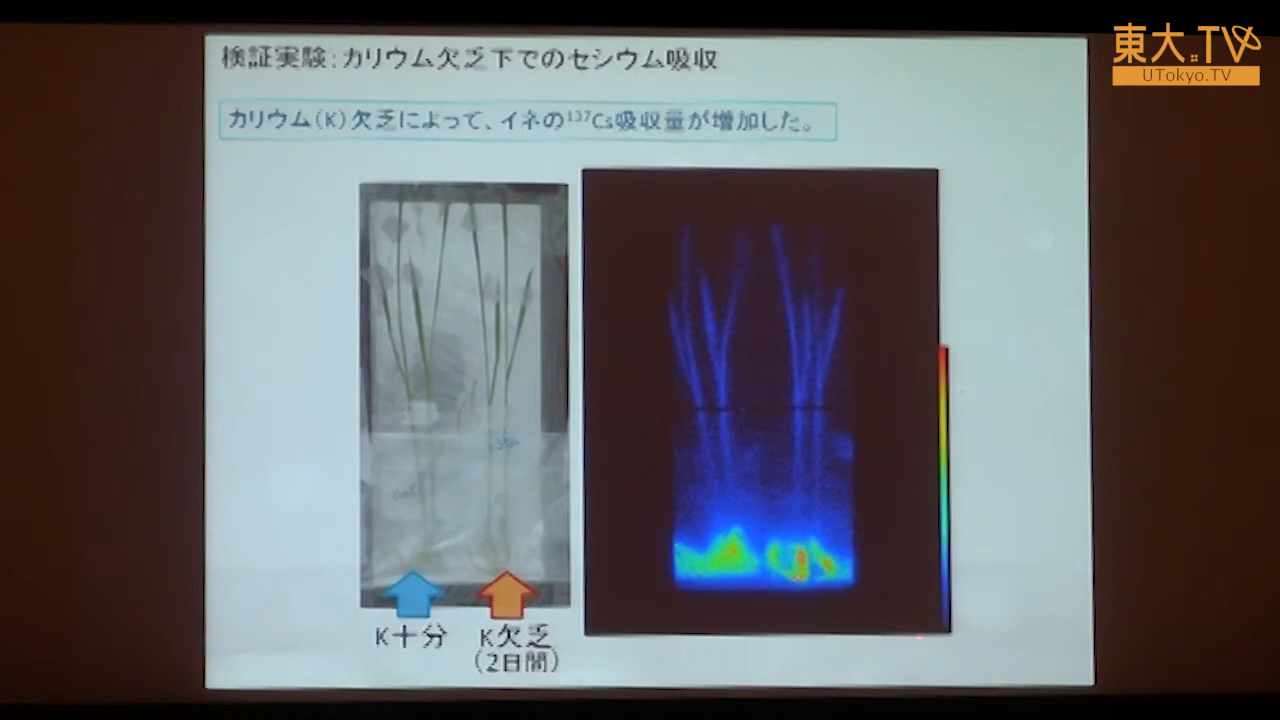 東大.TV
UTokyo.TV
検証実験:カリウム欠乏下でのセシウム吸収
カリウム(K)欠乏によって、イネの¹³⁷Cs吸収量が増加した。
K十分
K欠乏
(2日間)